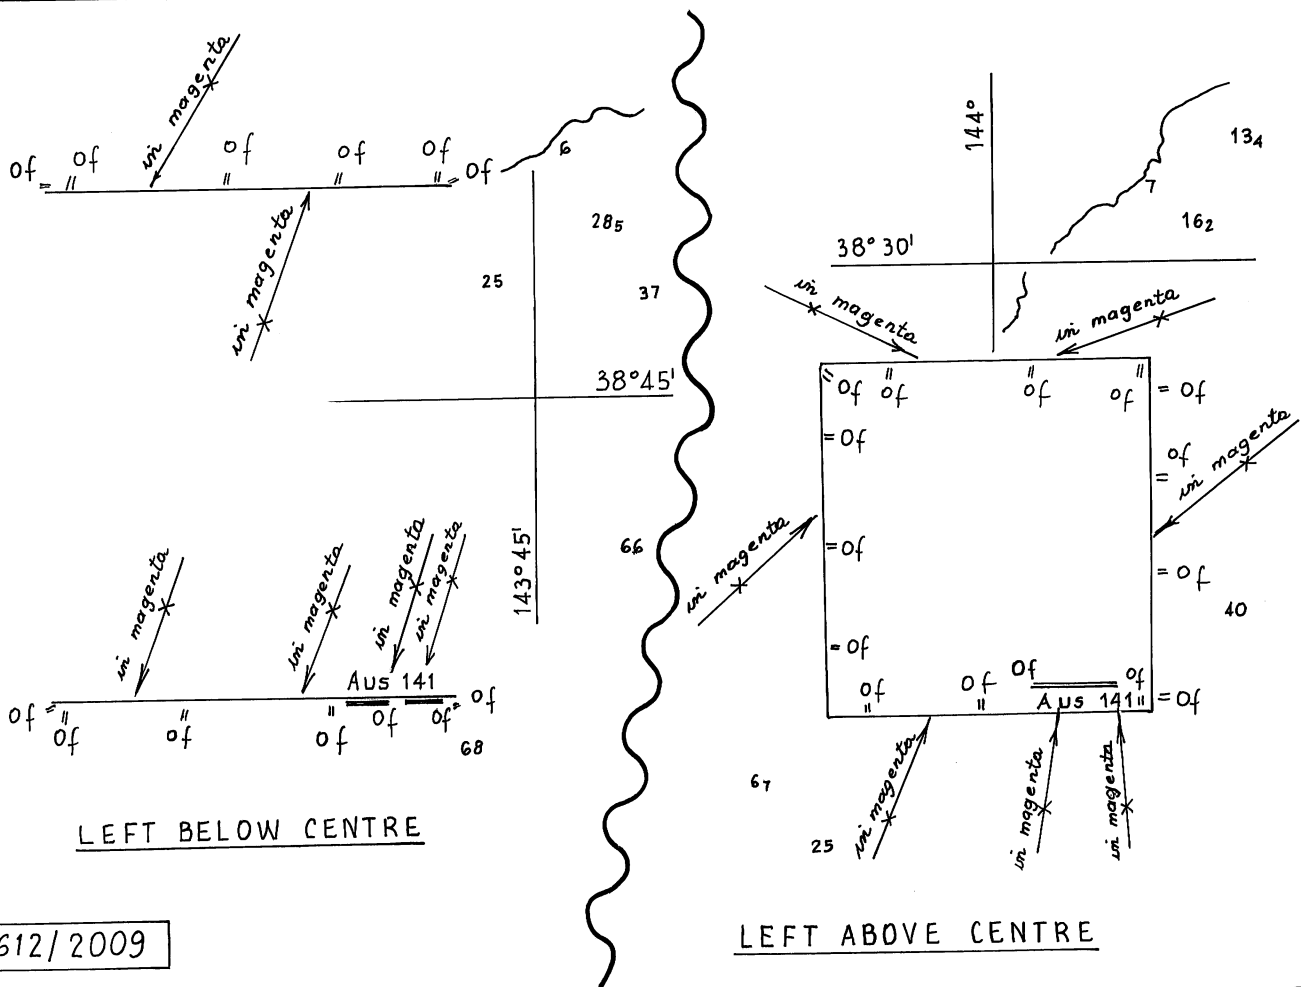 in magenta
of of of of of of
6
28₅
in magenta
25
37
38°45'
143°45'
66
in magenta
in magenta
in magenta
in magenta
Aus 141
of of of of of of of
68
LEFT BELOW CENTRE
612/2009
144°
13₄
7
16₂
38°30'
in magenta
in magenta
of of of of = of
= of
of =
in magenta
in magenta
= of
= of
40
= of
of of of of
Aus 141
= of
6₇
25
in magenta
in magenta
in magenta
LEFT ABOVE CENTRE